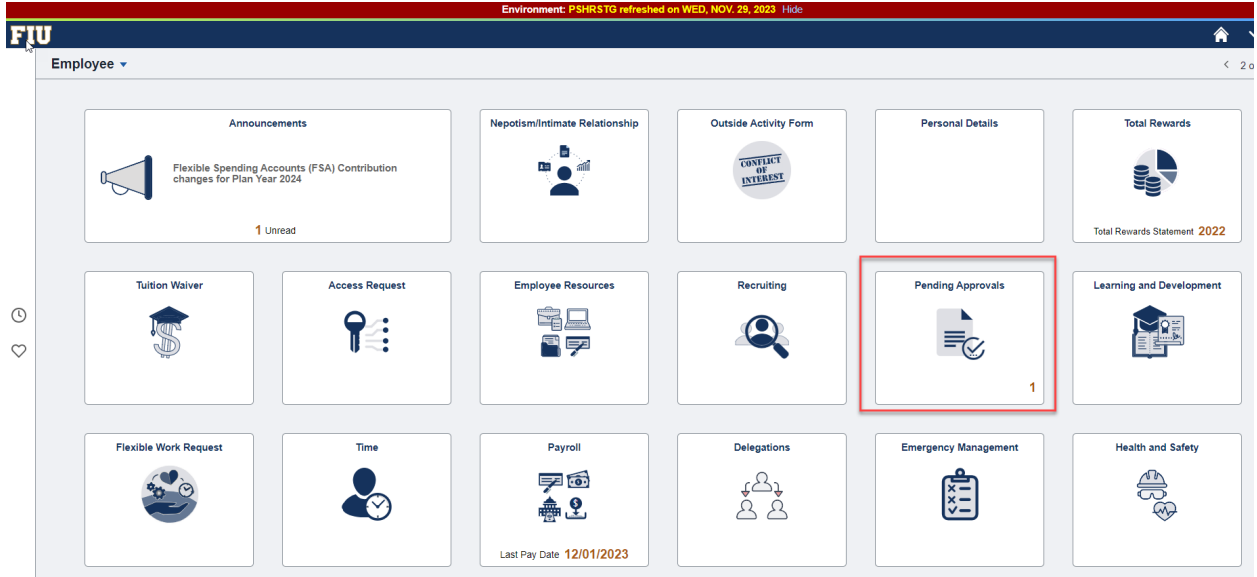 Environment: PSHRSTG refreshed on WED, NOV. 29, 2023 Hide
FIU
Employee
2 o
Announcements
Flexible Spending Accounts (FSA) Contribution
changes for Plan Year 2024
1 Unread
Nepotism/Intimate Relationship
Outside Activity Form
CONFLICT
OF
INTEREST
Personal Details
Total Rewards
Total Rewards Statement 2022
Tuition Waiver
Access Request
Employee Resources
Recruiting
Pending Approvals
1
Learning and Development
Flexible Work Request
Time
Payroll
Last Pay Date 12/01/2023
Delegations
Emergency Management
Health and Safety